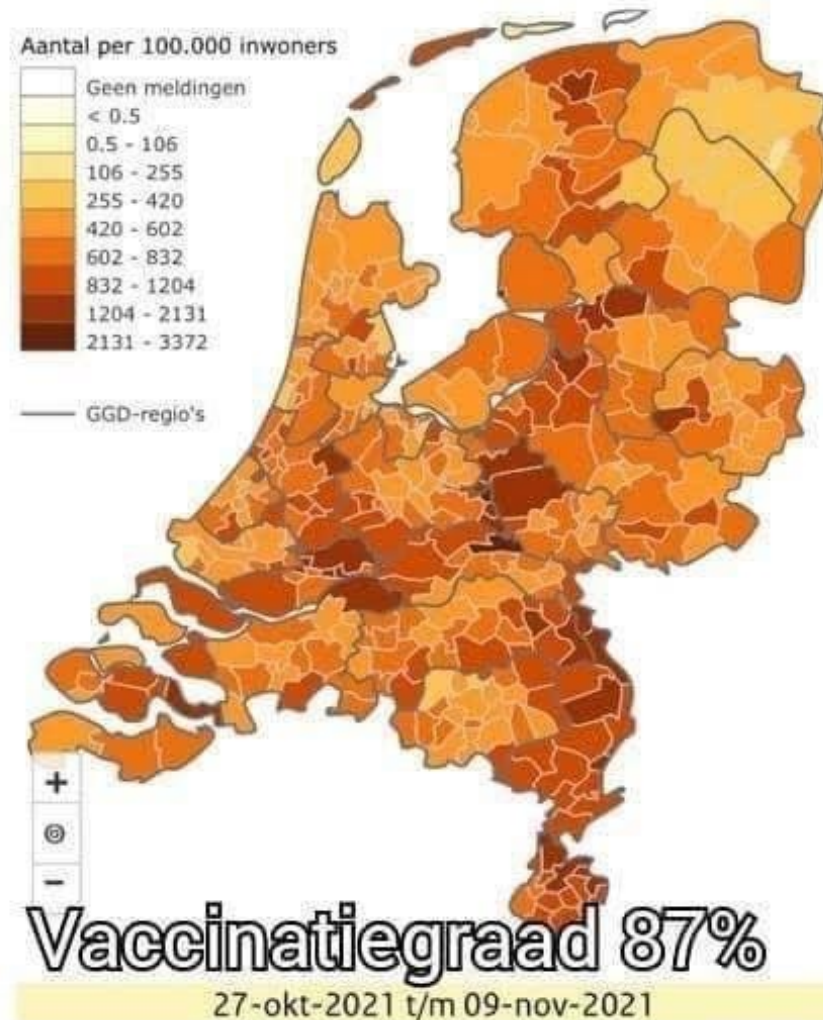 Aantal per 100.000 inwoners
Geen meldingen
< 0.5
0.5 - 106
106 - 255
255 - 420
420 - 602
602 - 832
832 - 1204
1204 - 2131
2131 - 3372
GGD-regio's
+
−
Vaccinatiegraad 87%
27-okt-2021 t/m 09-nov-2021